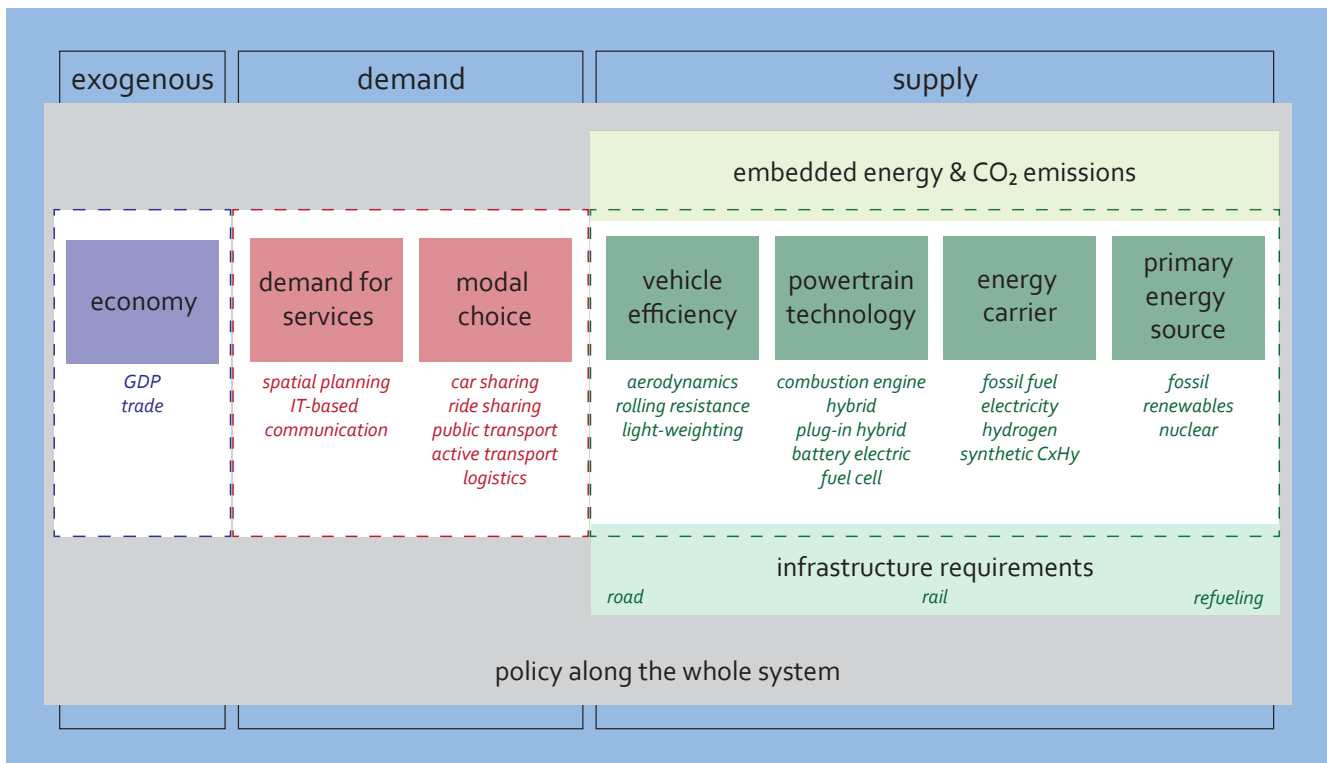 exogenous
demand
supply
embedded energy & CO₂ emissions
economy
GDP
trade
demand for
services
spatial planning
IT-based
communication
modal
choice
car sharing
ride sharing
public transport
active transport
logistics
vehicle
efficiency
aerodynamics
rolling resistance
light-weighting
powertrain
technology
combustion engine
hybrid
plug-in hybrid
battery electric
fuel cell
energy
carrier
fossil fuel
electricity
hydrogen
synthetic CxHy
primary
energy
source
fossil
renewables
nuclear
infrastructure requirements
road
rail
refueling
policy along the whole system